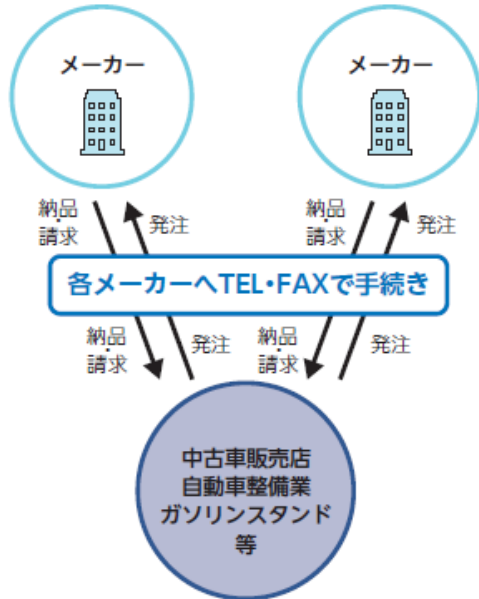 メーカー
メーカー
納品・
請求
発注
納品・
請求
発注
各メーカーへTEL・FAXで手続き
納品・
請求
発注
納品・
請求
発注
中古車販売店
自動車整備業
ガソリンスタンド
等